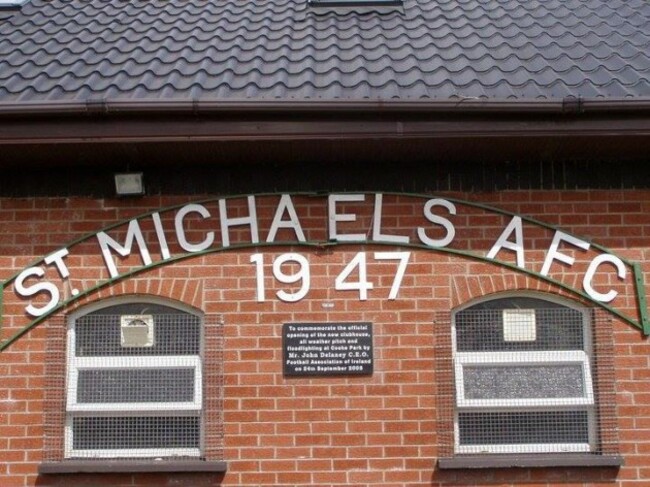 ST. MICHAELS AFC
1947
To commemorate the official
opening of the new clubhouse,
all weather pitch and
floodlighting at Cooke Park by
Mr. John Delaney C.E.O.
Football Association of Ireland
on 24th September 2005